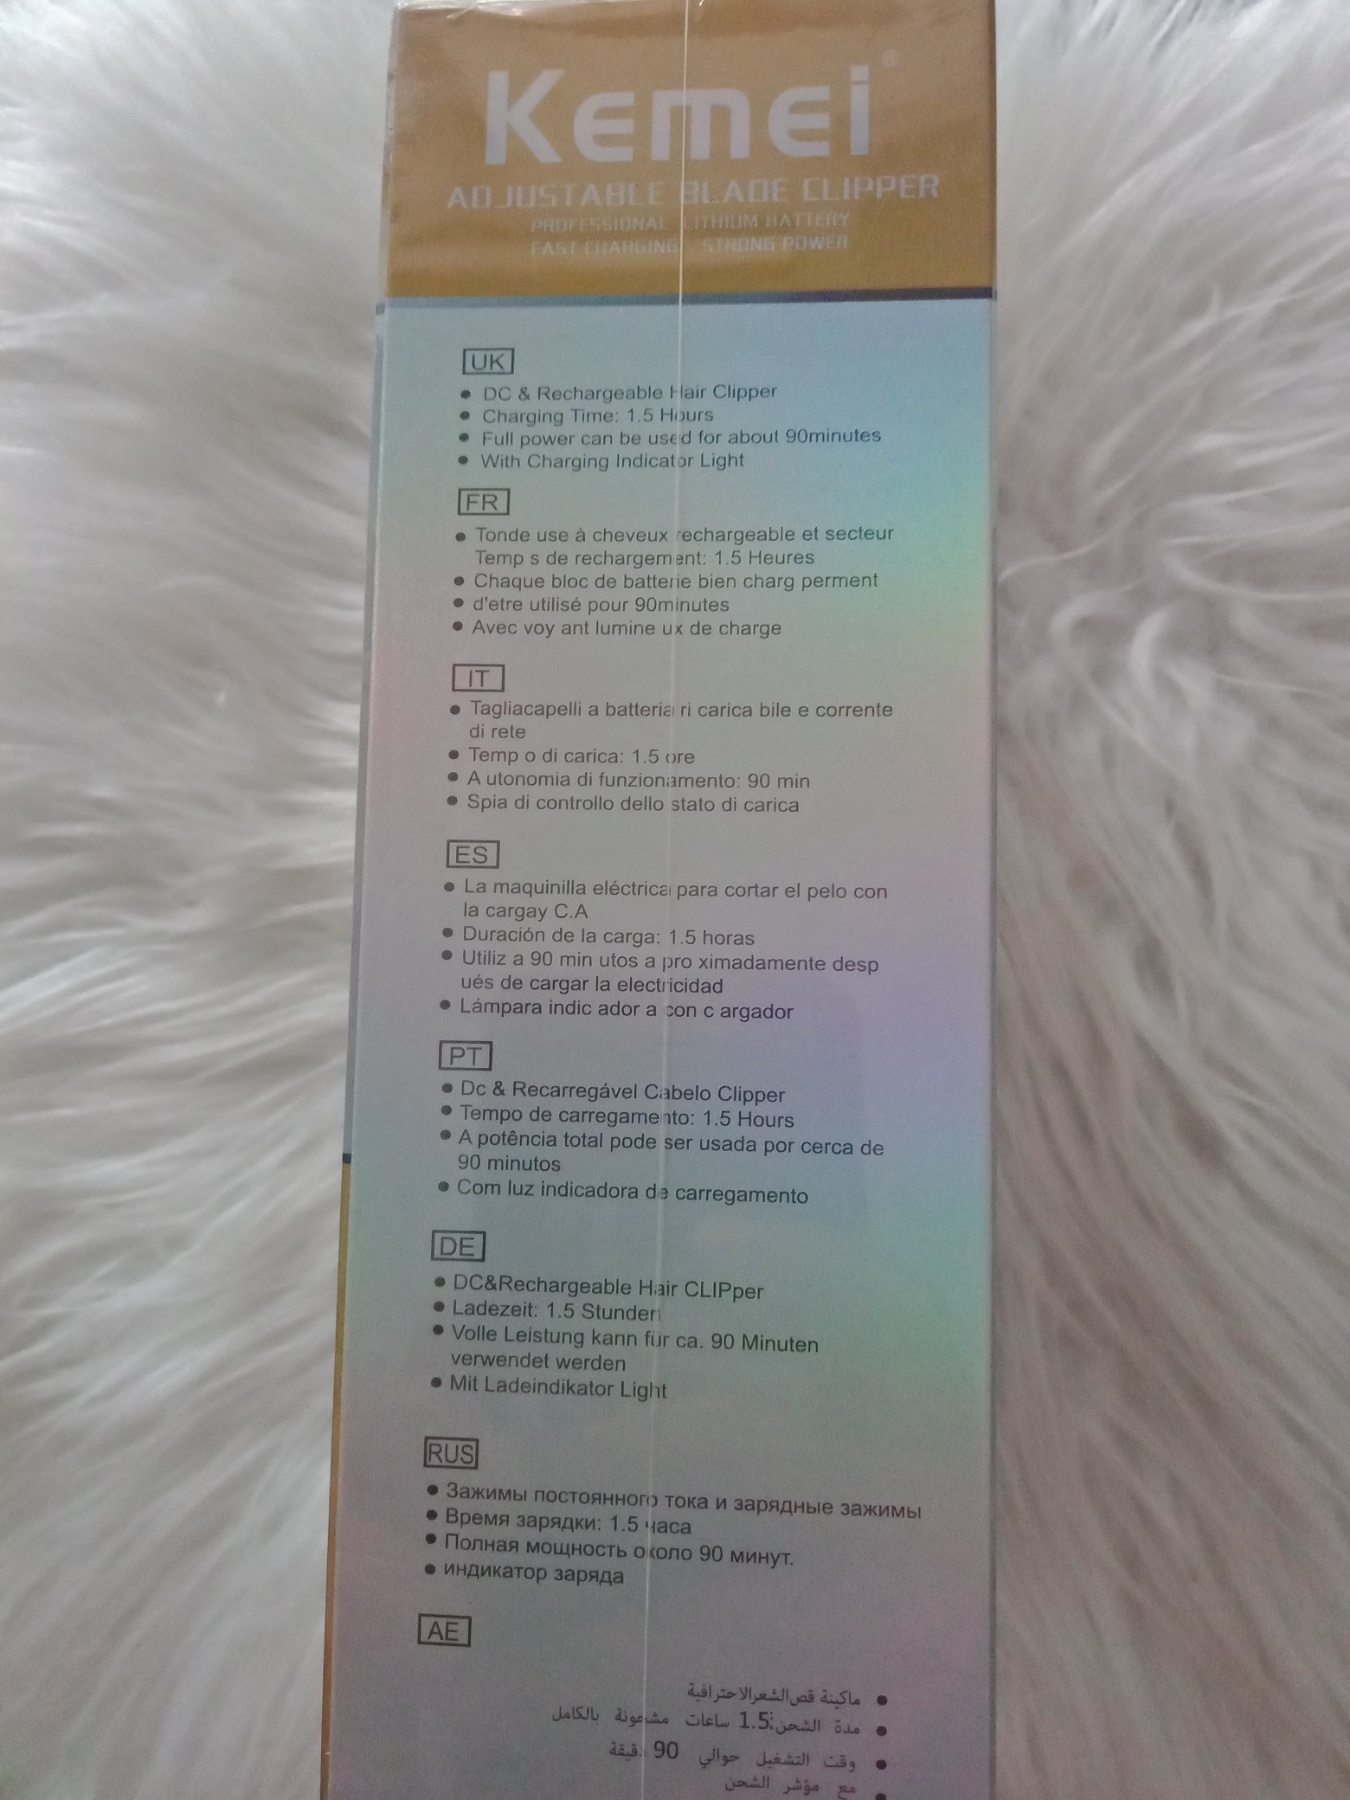 Kemei®
ADJUSTABLE BLADE CLIPPER
PROFESSIONAL LITHIUM BATTERY
FAST CHARGING STRONG POWER
UK
● DC & Rechargeable Hair Clipper
● Charging Time: 1.5 Hours
● Full power can be used for about 90minutes
● With Charging Indicator Light
FR
● Tonde use à cheveux rechargeable et secteur
Temp s de rechargement: 1.5 Heures
● Chaque bloc de batterie bien charg perment
● d'etre utilisé pour 90minutes
● Avec voy ant lumine ux de charge
IT
● Tagliacapelli a batteria ri carica bile e corrente
di rete
● Temp o di carica: 1.5 ore
● A utonomia di funzionamento: 90 min
● Spia di controllo dello stato di carica
ES
● La maquinilla eléctrica para cortar el pelo con
la cargay C.A
● Duración de la carga: 1.5 horas
● Utiliz a 90 min utos a pro ximadamente desp
ués de cargar la electricidad
● Lámpara indic ador a con c argador
PT
● Dc & Recarregável Cabelo Clipper
● Tempo de carregamento: 1.5 Hours
● A potência total pode ser usada por cerca de
90 minutos
● Com luz indicadora de carregamento
DE
● DC&Rechargeable Hair CLIPper
● Ladezeit: 1.5 Stunden
● Volle Leistung kann für ca. 90 Minuten
verwendet werden
● Mit Ladeindikator Light
RUS
● Зажимы постоянного тока и зарядные зажимы
● Время зарядки: 1.5 часа
● Полная мощность около 90 минут.
● индикатор заряда
AE
● ماكينة قص الشعر الاحترافية
● مدة الشحن: 1.5 ساعات مشحونة بالكامل
● وقت التشغيل حوالي 90 دقيقة
● مع مؤشر الشحن